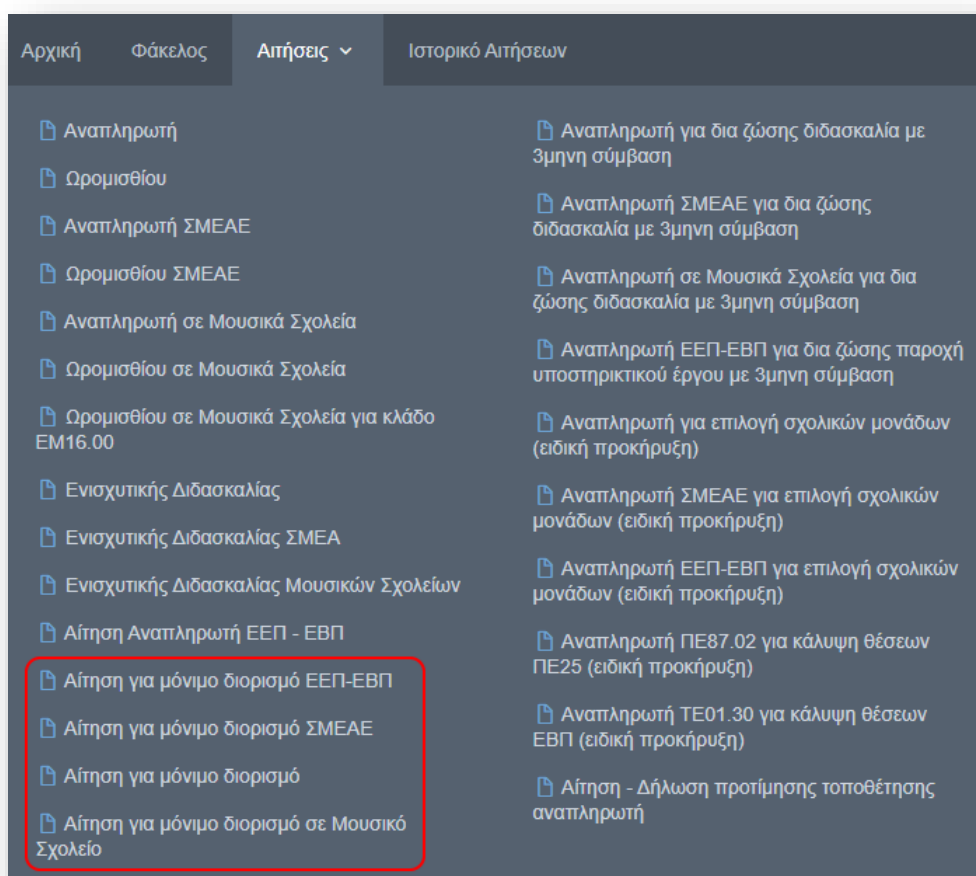 Αρχική Φάκελος Αιτήσεις Ιστορικό Αιτήσεων
Αναπληρωτή
Ωρομισθίου
Αναπληρωτή ΣΜΕΑΕ
Ωρομισθίου ΣΜΕΑΕ
Αναπληρωτή σε Μουσικά Σχολεία
Ωρομισθίου σε Μουσικά Σχολεία
Ωρομισθίου σε Μουσικά Σχολεία για κλάδο
ΕΜ16.00
Ενισχυτικής Διδασκαλίας
Ενισχυτικής Διδασκαλίας ΣΜΕΑ
Ενισχυτικής Διδασκαλίας Μουσικών Σχολείων
Αίτηση Αναπληρωτή ΕΕΠ - ΕΒΠ
Αίτηση για μόνιμο διορισμό ΕΕΠ-ΕΒΠ
Αίτηση για μόνιμο διορισμό ΣΜΕΑΕ
Αίτηση για μόνιμο διορισμό
Αίτηση για μόνιμο διορισμό σε Μουσικό
Σχολείο
Αναπληρωτή για δια ζώσης διδασκαλία με
3μηνη σύμβαση
Αναπληρωτή ΣΜΕΑΕ για δια ζώσης
διδασκαλία με 3μηνη σύμβαση
Αναπληρωτή σε Μουσικά Σχολεία για δια
ζώσης διδασκαλία με 3μηνη σύμβαση
Αναπληρωτή ΕΕΠ-ΕΒΠ για δια ζώσης παροχή
υποστηρικτικού έργου με 3μηνη σύμβαση
Αναπληρωτή για επιλογή σχολικών μονάδων
(ειδική προκήρυξη)
Αναπληρωτή ΣΜΕΑΕ για επιλογή σχολικών
μονάδων (ειδική προκήρυξη)
Αναπληρωτή ΕΕΠ-ΕΒΠ για επιλογή σχολικών
μονάδων (ειδική προκήρυξη)
Αναπληρωτή ΠΕ87.02 για κάλυψη θέσεων
ΠΕ25 (ειδική προκήρυξη)
Αναπληρωτή ΤΕ01.30 για κάλυψη θέσεων
ΕΒΠ (ειδική προκήρυξη)
Αίτηση - Δήλωση προτίμησης τοποθέτησης
αναπληρωτή